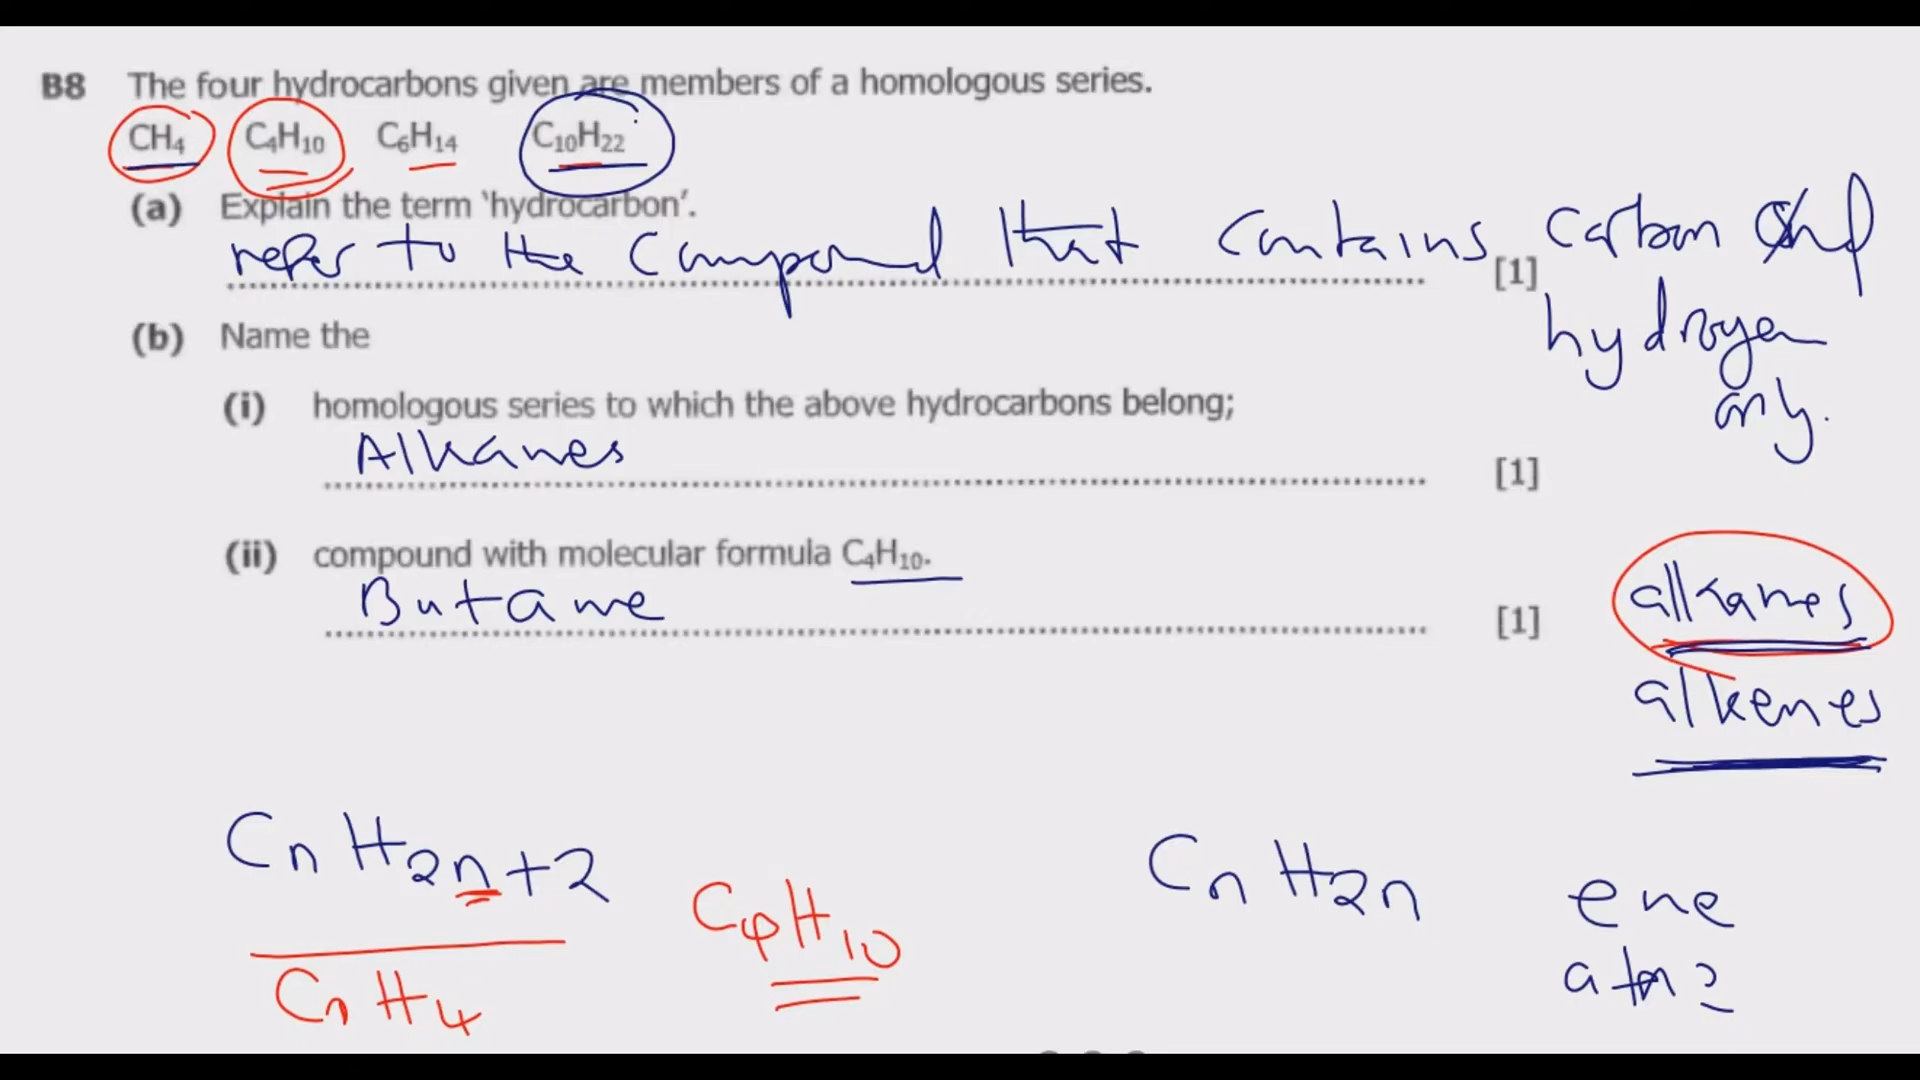 B8 The four hydrocarbons given are members of a homologous series.
CH₄ C₄H₁₀ C₆H₁₄ C₁₀H₂₂
(a) Explain the term ‘hydrocarbon’.
refer to the compound that contains carbon and
hydrogen
only.
[1]
(b) Name the
(i) homologous series to which the above hydrocarbons belong;
Alkanes
[1]
(ii) compound with molecular formula C₄H₁₀.
Butane
[1]
alkanes
alkenes
CnH2n+2
CnH4
C4H10
CnH2n
ene